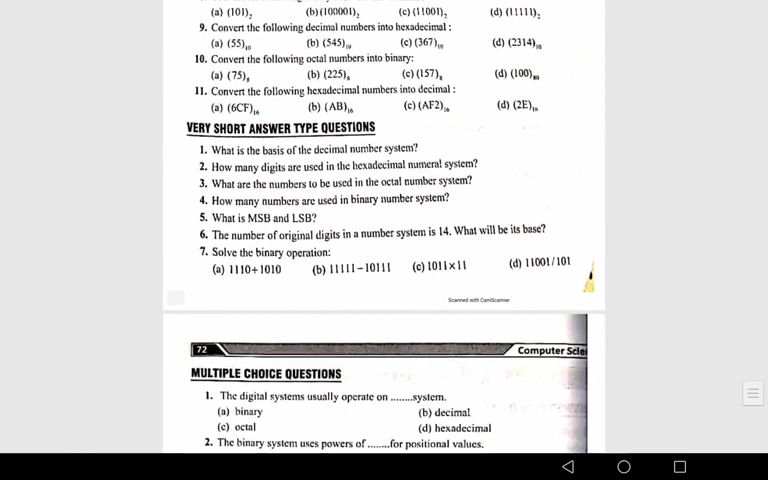 (a) (101)₂ (b) (100001)₂ (c) (11001)₂ (d) (11111)₂
9. Convert the following decimal numbers into hexadecimal :
(a) (55)₁₀ (b) (545)₁₀ (c) (367)₁₀ (d) (2314)₁₀
10. Convert the following octal numbers into binary:
(a) (75)₈ (b) (225)₈ (c) (157)₈ (d) (100)
11. Convert the following hexadecimal numbers into decimal :
(a) (6CF)₁₆ (b) (AB)₁₆ (c) (AF2)₁₆ (d) (2E)₁₆
VERY SHORT ANSWER TYPE QUESTIONS
1. What is the basis of the decimal number system?
2. How many digits are used in the hexadecimal numeral system?
3. What are the numbers to be used in the octal number system?
4. How many numbers are used in binary number system?
5. What is MSB and LSB?
6. The number of original digits in a number system is 14. What will be its base?
7. Solve the binary operation:
(a) 1110+1010 (b) 11111−10111 (c) 1011×11 (d) 11001/101
Scanned with CamScanner
72 Computer Scie
MULTIPLE CHOICE QUESTIONS
1. The digital systems usually operate on ........system.
(a) binary (b) decimal
(c) octal (d) hexadecimal
2. The binary system uses powers of ........for positional values.